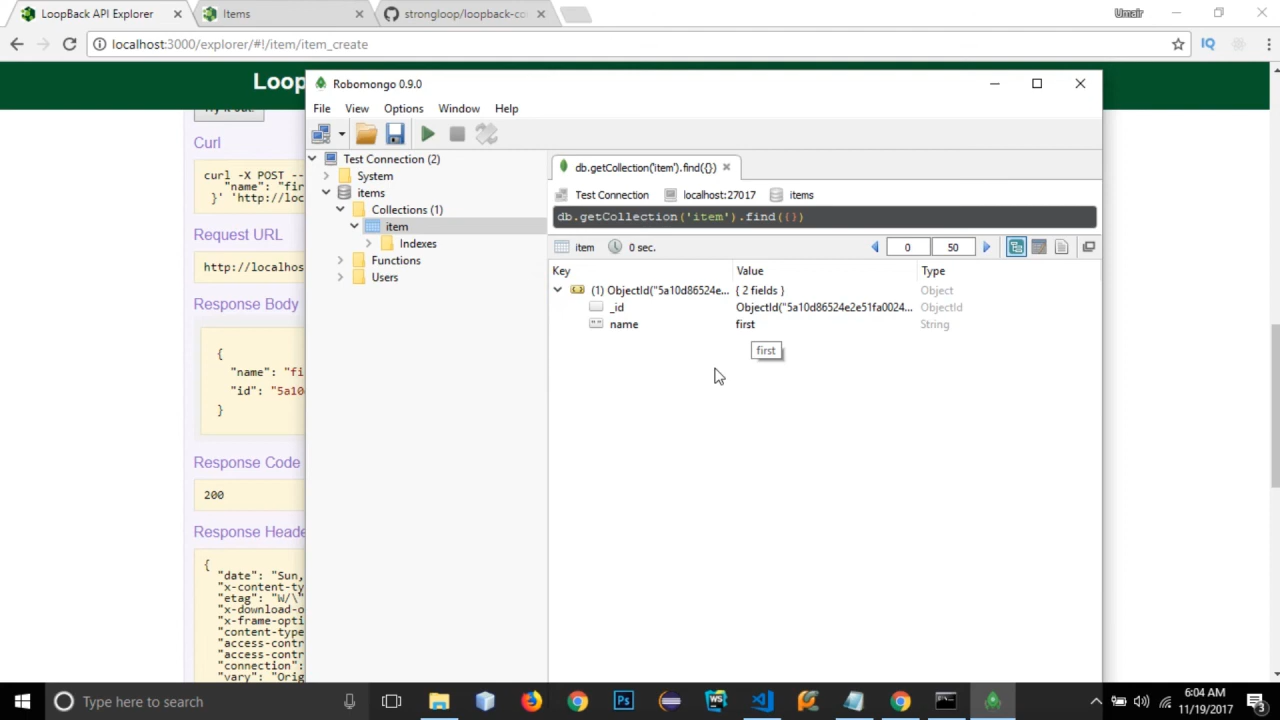 LoopBack API Explorer
Items
strongloop/loopback-co
Umair
localhost:3000/explorer/#!/item/item_create
IQ
Loop
Robomongo 0.9.0
File View Options Window Help
Curl
curl -X POST --
"name": "fir
}' 'http://loc
Request URL
http://localhos
Response Body
{
"name": "fi
"id": "5a10
}
Response Code
200
Response Heade
{
"date": "Sun,
"x-content-ty
"etag": "W/\"
"x-download-o
"x-frame-opti
"content-type
"access-contr
"access-contr
"connection":
"vary": "Orig
Test Connection (2)
System
items
Collections (1)
item
Indexes
Functions
Users
db.getCollection('item').find({})
Test Connection localhost:27017 items
db.getCollection('item').find({})
item 0 sec. 0 50
Key Value Type
(1) ObjectId("5a10d86524e... { 2 fields } Object
_id ObjectId("5a10d86524e2e51fa0024... ObjectId
name first String
first
Type here to search
Ps
WS
6:04 AM
11/19/2017
3